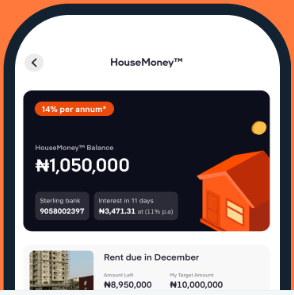 HouseMoney™
14% per annum*
HouseMoney™ Balance
₦1,050,000
Sterling bank
9058002397
Interest in 11 days
₦3,471.31 at (11% p.a)
Rent due in December
Amount Left
₦8,950,000
My Target Amount
₦10,000,000